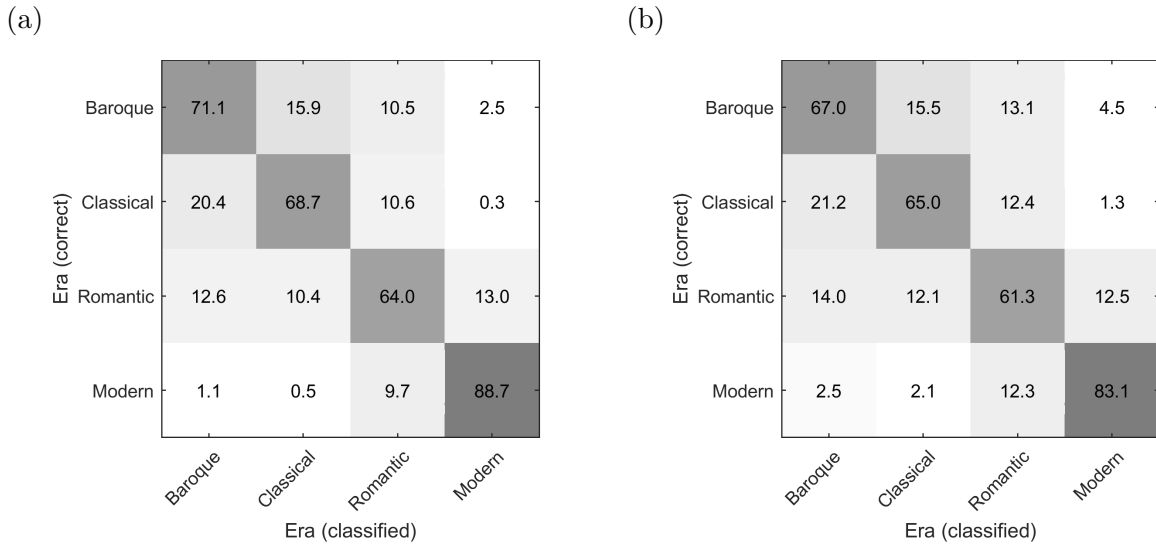 (a)
Era (correct)
Baroque 71.1 15.9 10.5 2.5
Classical 20.4 68.7 10.6 0.3
Romantic 12.6 10.4 64.0 13.0
Modern 1.1 0.5 9.7 88.7
Baroque Classical Romantic Modern
Era (classified)
(b)
Era (correct)
Baroque 67.0 15.5 13.1 4.5
Classical 21.2 65.0 12.4 1.3
Romantic 14.0 12.1 61.3 12.5
Modern 2.5 2.1 12.3 83.1
Baroque Classical Romantic Modern
Era (classified)